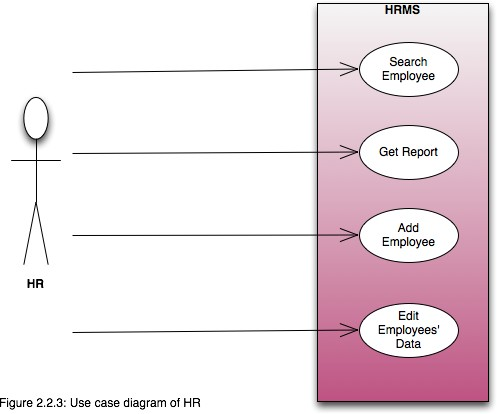 HRMS
Search
Employee
Get Report
Add
Employee
Edit
Employees'
Data
HR
Figure 2.2.3: Use case diagram of HR